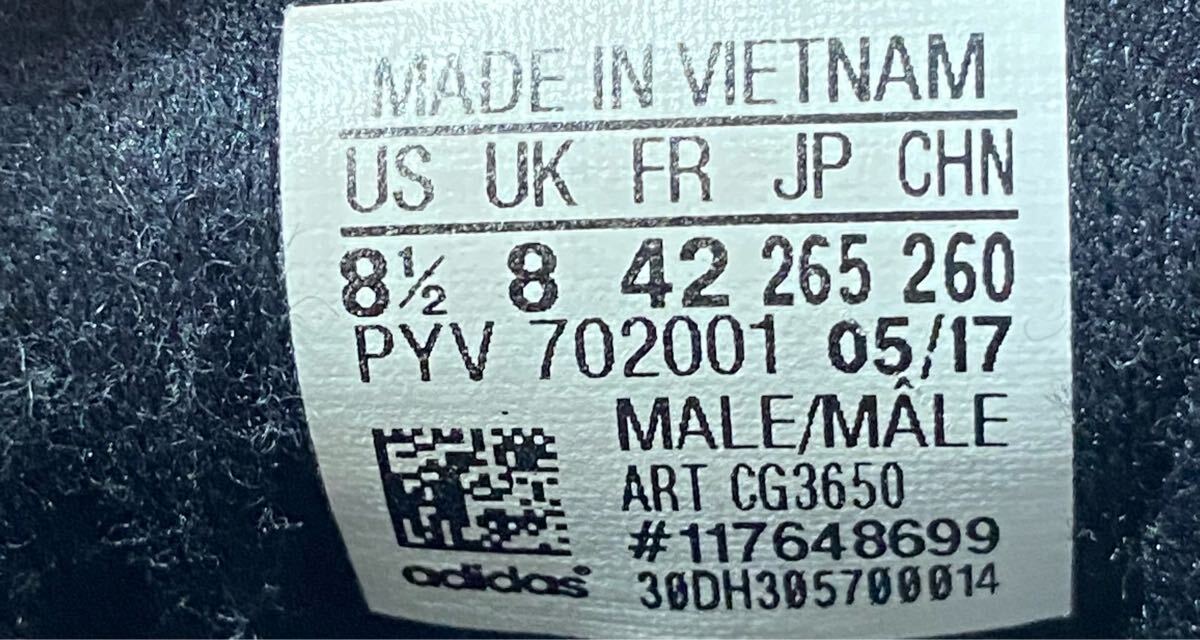 MADE IN VIETNAM
US UK FR JP CHN
8½ 8 42 265 260
PYV 702001 05/17
MALE/MÂLE
ART CG3650
#117648699
adidas® 30DH305700014